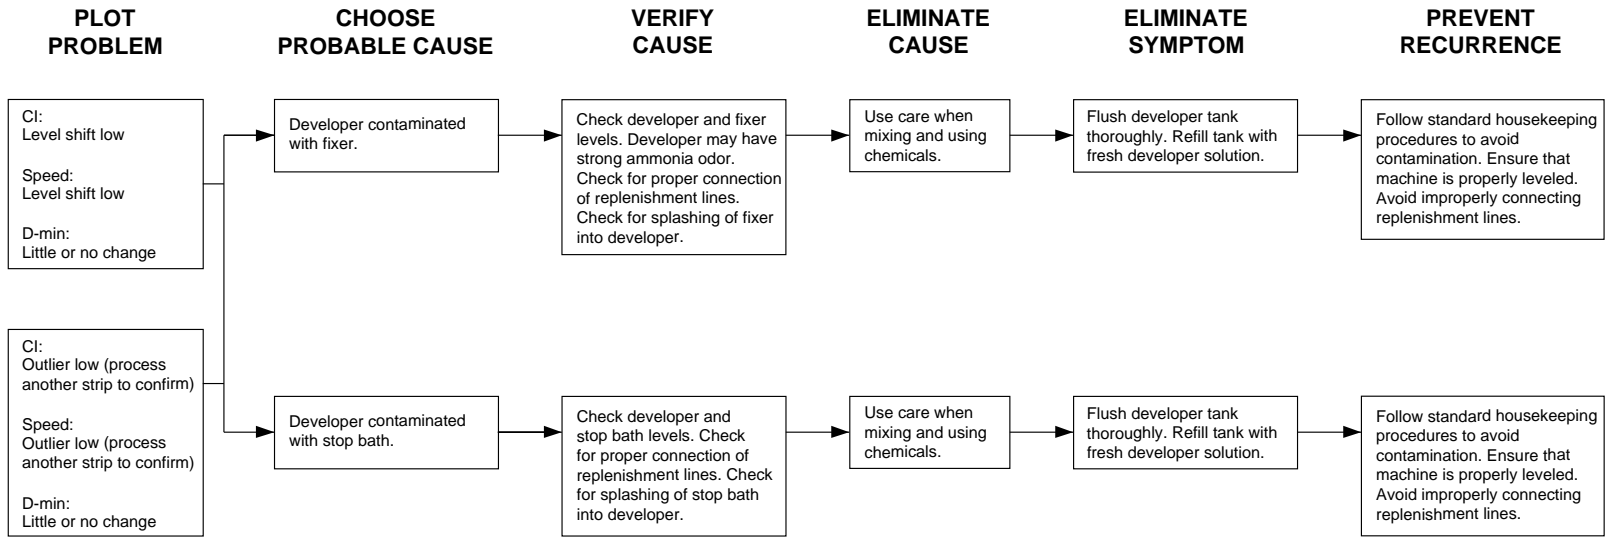 PLOT
PROBLEM
CHOOSE
PROBABLE CAUSE
VERIFY
CAUSE
ELIMINATE
CAUSE
ELIMINATE
SYMPTOM
PREVENT
RECURRENCE
CI:
Level shift low
Speed:
Level shift low
D-min:
Little or no change
Developer contaminated
with fixer.
Check developer and fixer
levels. Developer may have
strong ammonia odor.
Check for proper connection
of replenishment lines.
Check for splashing of fixer
into developer.
Use care when
mixing and using
chemicals.
Flush developer tank
thoroughly. Refill tank with
fresh developer solution.
Follow standard housekeeping
procedures to avoid
contamination. Ensure that
machine is properly leveled.
Avoid improperly connecting
replenishment lines.
CI:
Outlier low (process
another strip to confirm)
Speed:
Outlier low (process
another strip to confirm)
D-min:
Little or no change
Developer contaminated
with stop bath.
Check developer and
stop bath levels. Check
for proper connection of
replenishment lines. Check
for splashing of stop bath
into developer.
Use care when
mixing and using
chemicals.
Flush developer tank
thoroughly. Refill tank with
fresh developer solution.
Follow standard housekeeping
procedures to avoid
contamination. Ensure that
machine is properly leveled.
Avoid improperly connecting
replenishment lines.